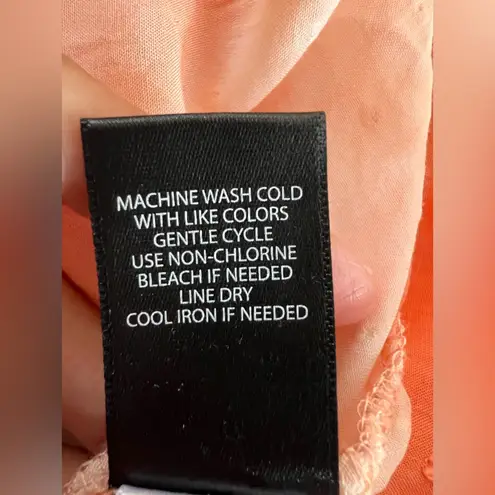 MACHINE WASH COLD
WITH LIKE COLORS
GENTLE CYCLE
USE NON-CHLORINE
BLEACH IF NEEDED
LINE DRY
COOL IRON IF NEEDED